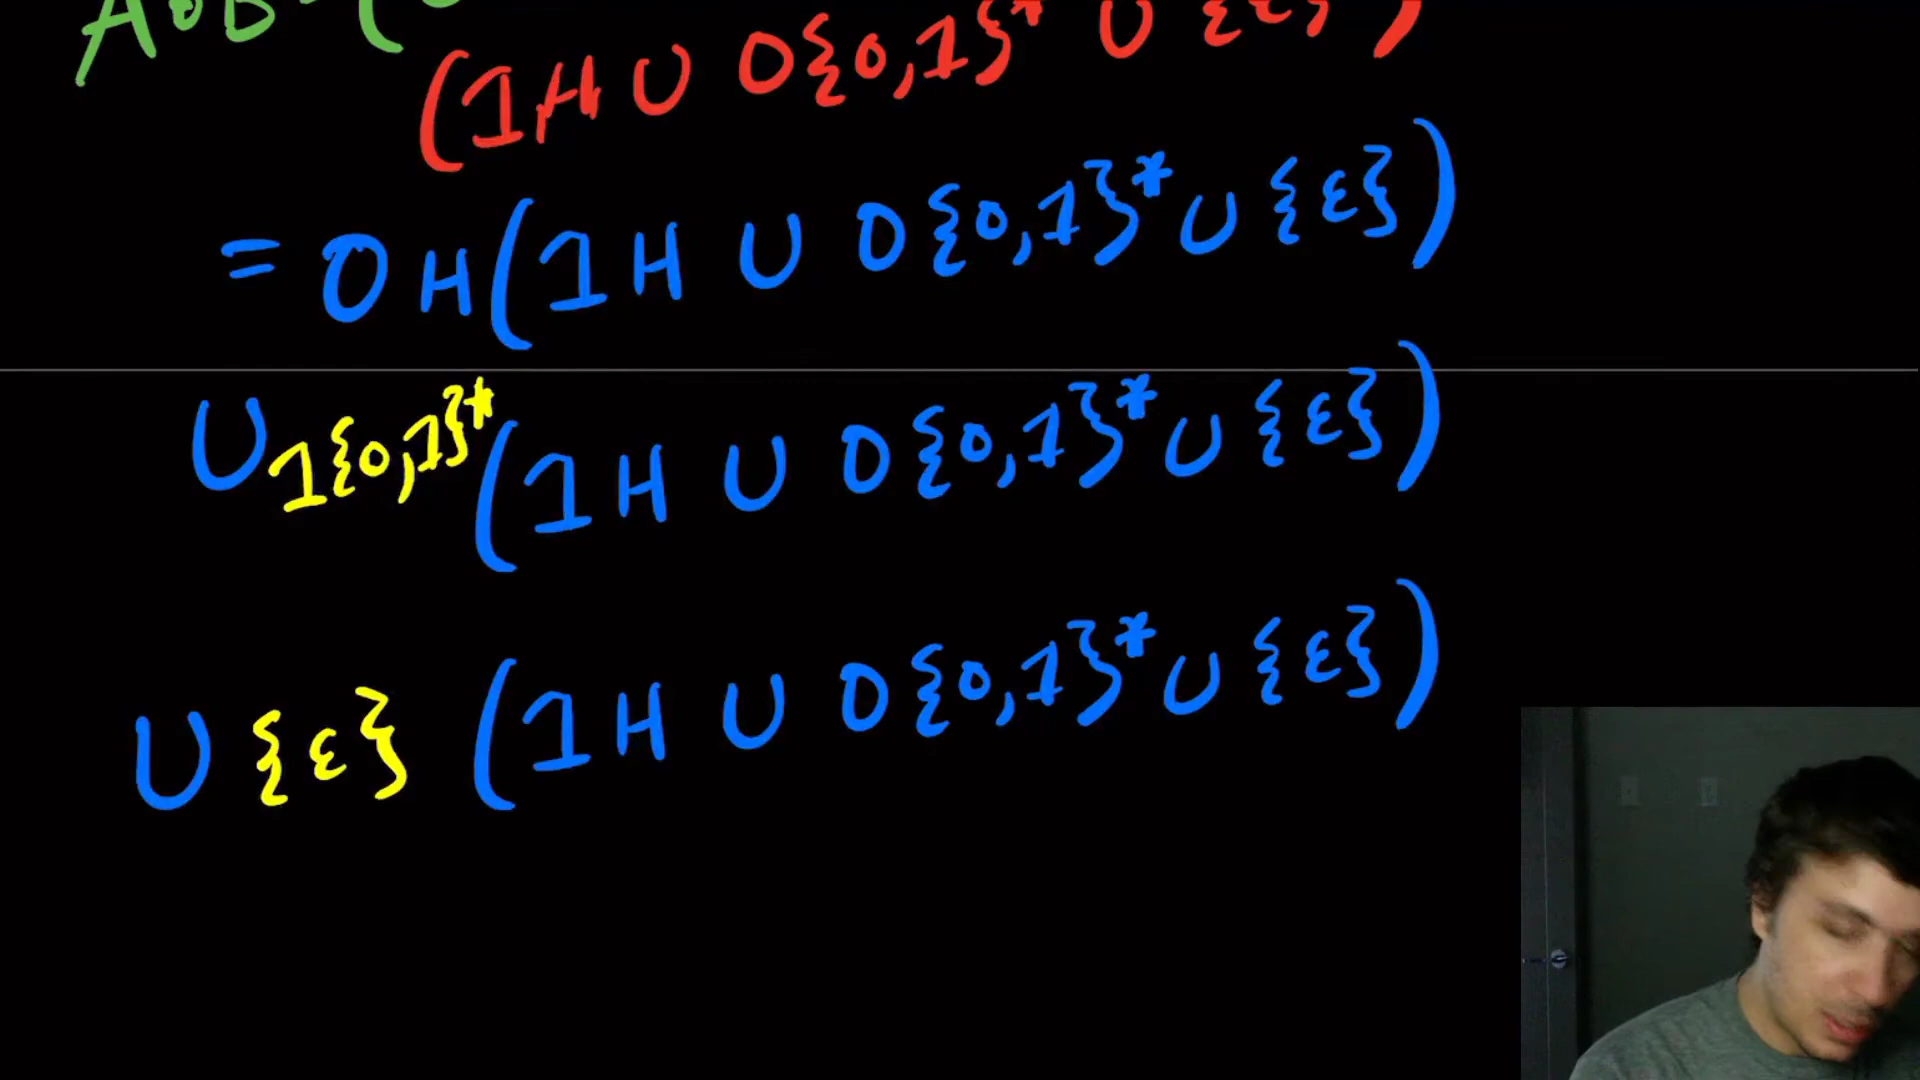 A∘B = (
(1H ∪ 0{0,1}* ∪ {ε})
= 0H(1H ∪ 0{0,1}* ∪ {ε})
∪ 1{0,1}*(1H ∪ 0{0,1}* ∪ {ε})
∪ {ε} (1H ∪ 0{0,1}* ∪ {ε})